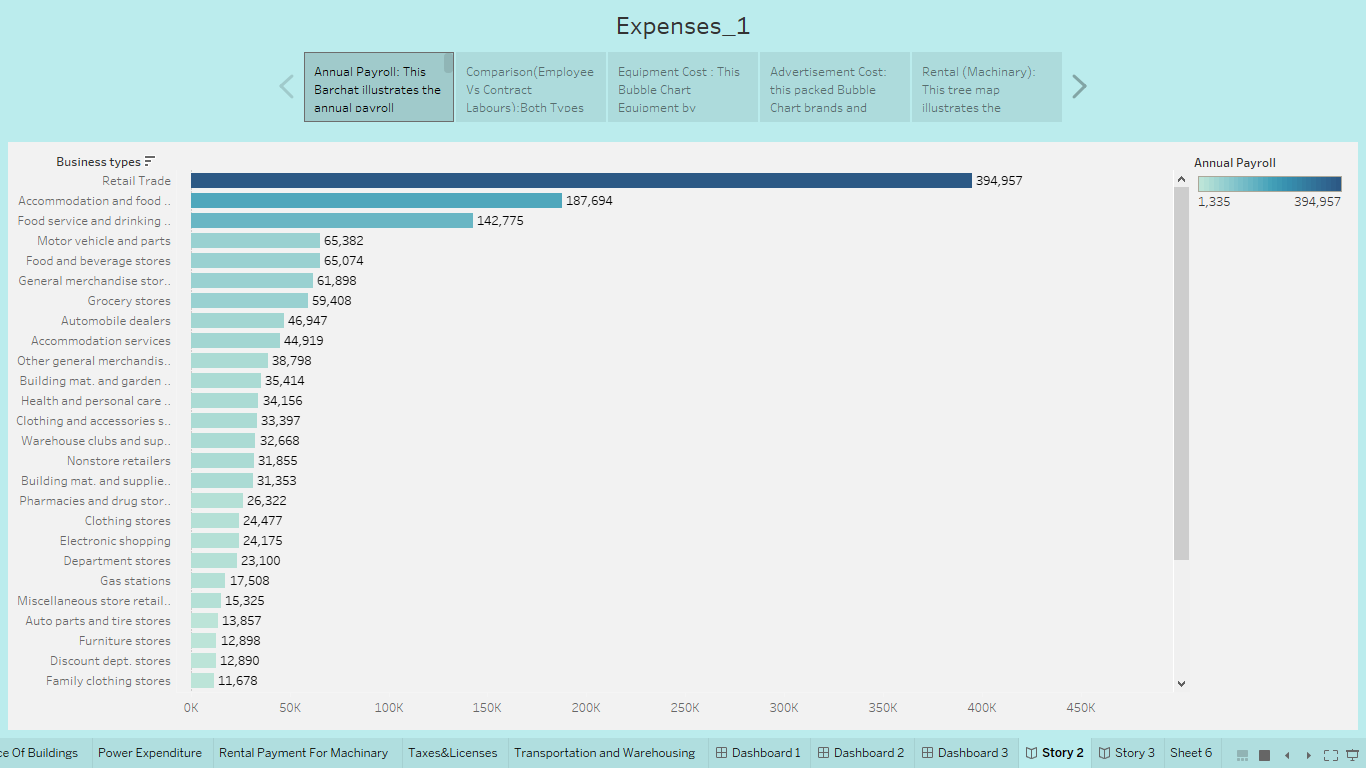 Expenses_1
Annual Payroll: This
Barchat illustrates the
annual payroll
Comparison(Employee
Vs Contract
Labours):Both Types
Equipment Cost : This
Bubble Chart
Equipment by
Advertisement Cost:
this packed Bubble
Chart brands and
Rental (Machinery):
This tree map
illustrates the
Business types
Retail Trade 394,957
Accommodation and food .. 187,694
Food service and drinking .. 142,775
Motor vehicle and parts 65,382
Food and beverage stores 65,074
General merchandise stor.. 61,898
Grocery stores 59,408
Automobile dealers 46,947
Accommodation services 44,919
Other general merchandis.. 38,798
Building mat. and garden .. 35,414
Health and personal care .. 34,156
Clothing and accessories s.. 33,397
Warehouse clubs and sup.. 32,668
Nonstore retailers 31,855
Building mat. and supplie.. 31,353
Pharmacies and drug stor.. 26,322
Clothing stores 24,477
Electronic shopping 24,175
Department stores 23,100
Gas stations 17,508
Miscellaneous store retail.. 15,325
Auto parts and tire stores 13,857
Furniture stores 12,898
Discount dept. stores 12,890
Family clothing stores 11,678
0K 50K 100K 150K 200K 250K 300K 350K 400K 450K
Annual Payroll
1,335 394,957
ce Of Buildings Power Expenditure Rental Payment For Machinary Taxes&Licenses Transportation and Warehousing Dashboard 1 Dashboard 2 Dashboard 3 Story 2 Story 3 Sheet 6